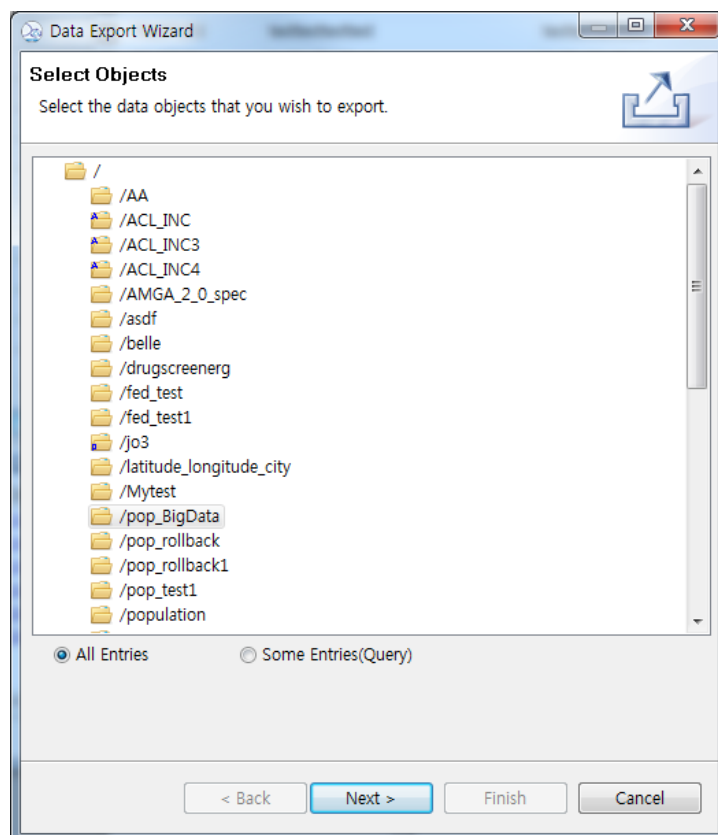 Data Export Wizard
Select Objects
Select the data objects that you wish to export.
/
/AA
/ACL_INC
/ACL_INC3
/ACL_INC4
/AMGA_2_0_spec
/asdf
/belle
/drugscreenerg
/fed_test
/fed_test1
/jo3
/latitude_longitude_city
/Mytest
/pop_BigData
/pop_rollback
/pop_rollback1
/pop_test1
/population
All Entries Some Entries(Query)
< Back Next > Finish Cancel